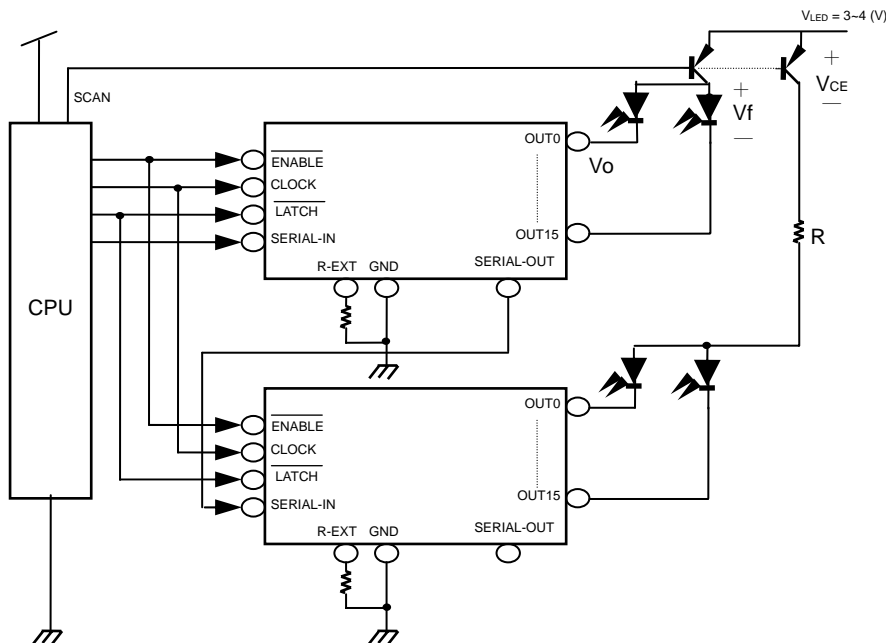 V LED = 3~4 (V)
SCAN
+
VCE
—
+
Vf
—
OUT0
ENABLE
Vo
CLOCK
LATCH
SERIAL-IN
OUT15
R
R-EXT GND SERIAL-OUT
CPU
OUT0
ENABLE
CLOCK
LATCH
OUT15
SERIAL-IN
R-EXT GND SERIAL-OUT